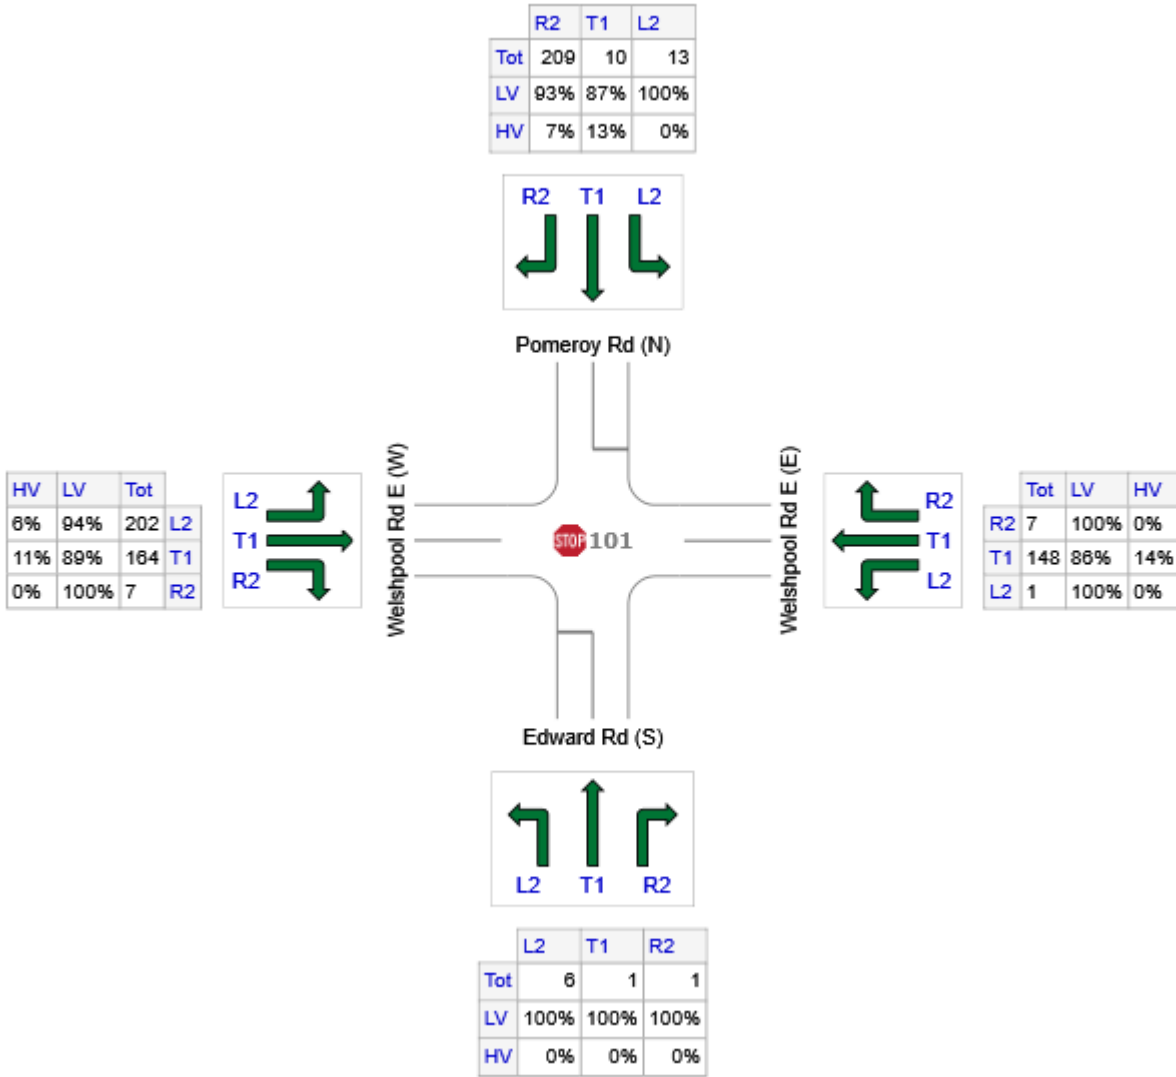 R2 T1 L2
Tot 209 10 13
LV 93% 87% 100%
HV 7% 13% 0%
R2 T1 L2
Pomeroy Rd (N)
Welshpool Rd E (W)
Welshpool Rd E (E)
HV LV Tot
6% 94% 202 L2
11% 89% 164 T1
0% 100% 7 R2
L2
T1
R2
STOP 101
R2
T1
L2
Tot LV HV
R2 7 100% 0%
T1 148 86% 14%
L2 1 100% 0%
Edward Rd (S)
L2 T1 R2
L2 T1 R2
Tot 6 1 1
LV 100% 100% 100%
HV 0% 0% 0%